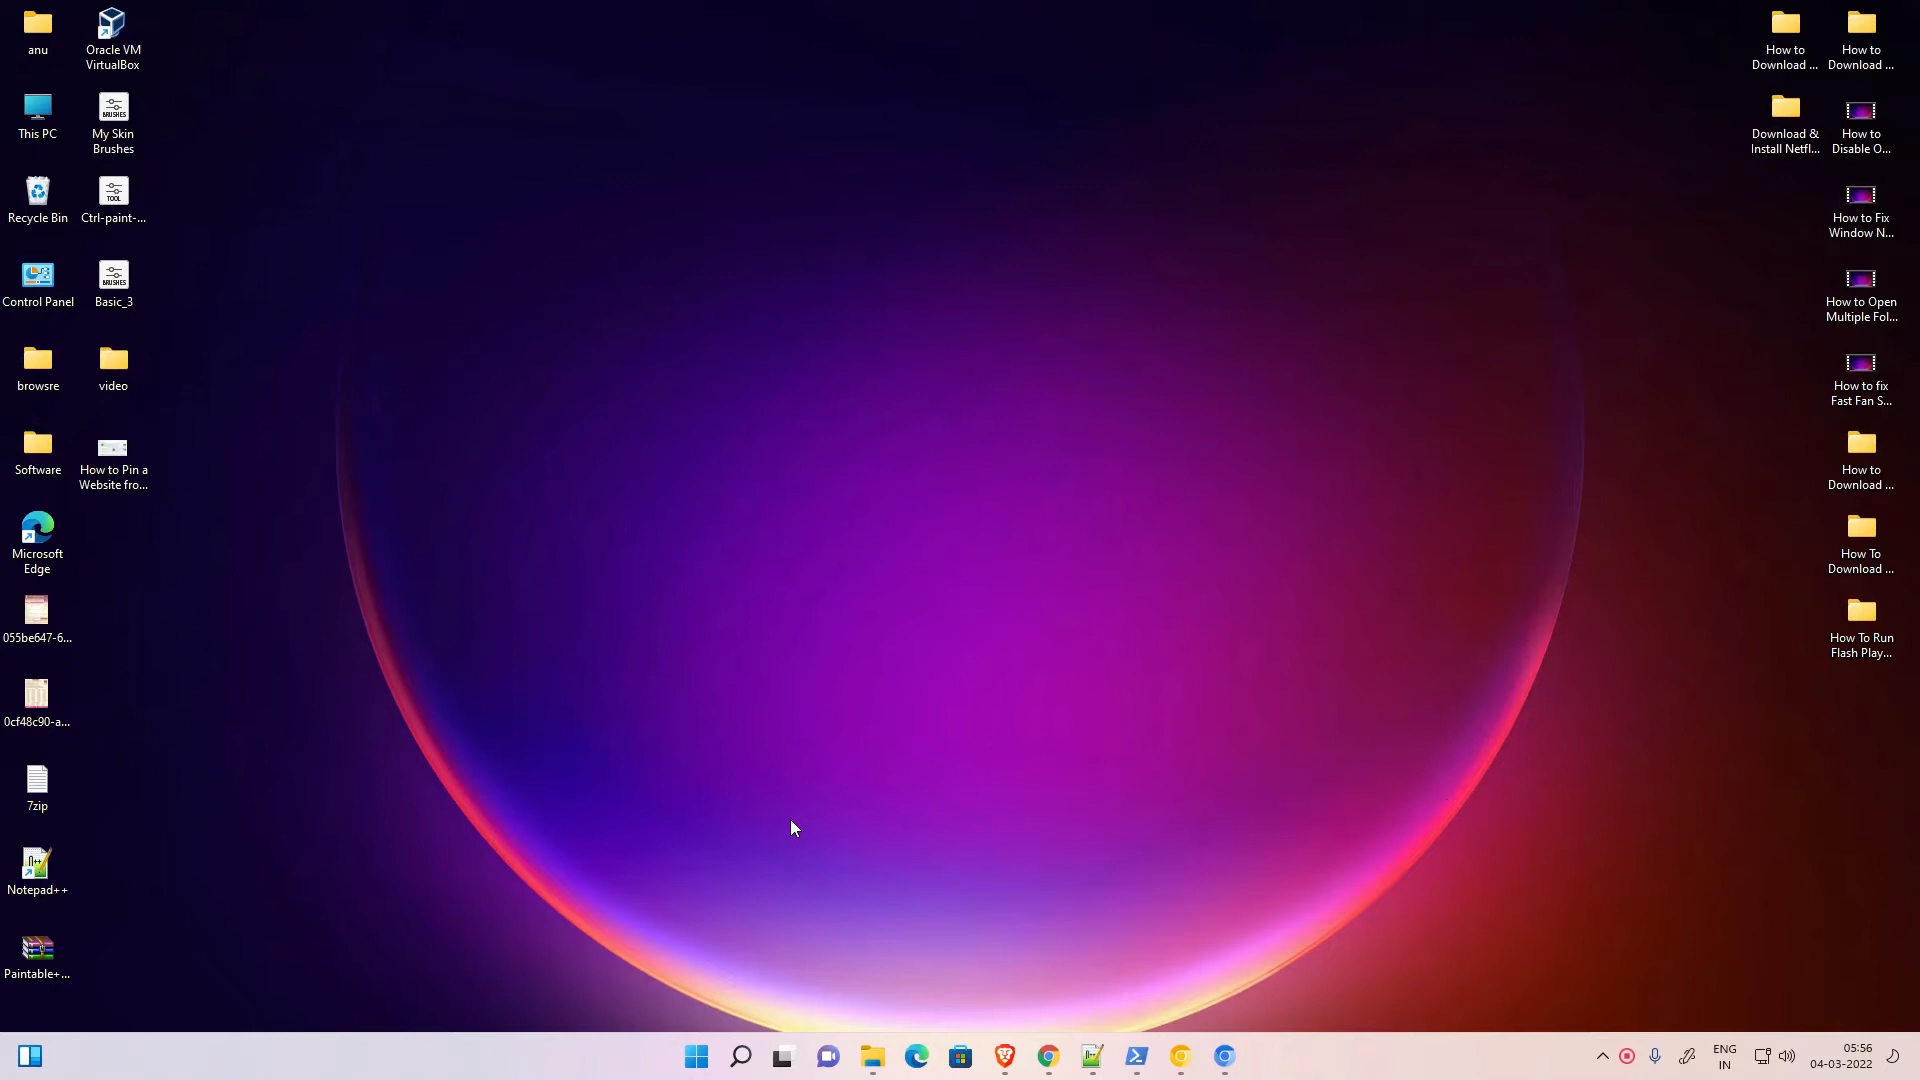 anu
Oracle VM
VirtualBox
This PC
BRUSHES
My Skin
Brushes
Recycle Bin
TOOL
Ctrl-paint-...
Control Panel
BRUSHES
Basic_3
browsre
video
Software
How to Pin a
Website fro...
Microsoft
Edge
055be647-6...
0cf48c90-a...
7zip
Notepad++
Paintable+...
How to
Download ...
How to
Download ...
Download &
Install Netfl...
How to
Disable O...
How to Fix
Window N...
How to Open
Multiple Fol...
How to fix
Fast Fan S...
How to
Download ...
How To
Download ...
How To Run
Flash Play...
ENG
IN
05:56
04-03-2022